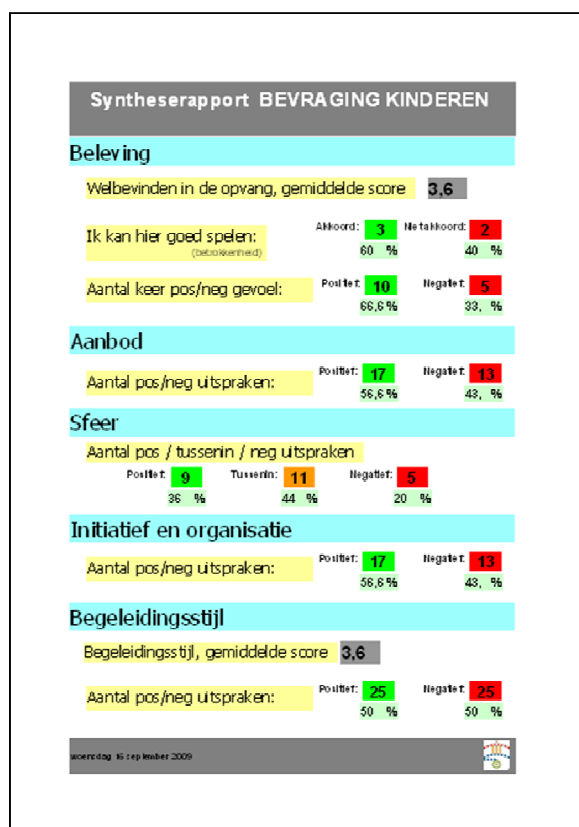 Syntheserapport BEVRAGING KINDEREN
Beleving
Welbevinden in de opvang, gemiddelde score 3,6
Ik kan hier goed spelen: Akkoord: 3 Niet akkoord: 2
(betrokkenheid) 60 % 40 %
Aantal keer pos/neg gevoel: Positief: 10 Negatief: 5
66,6 % 33, %
Aanbod
Aantal pos/neg uitspraken: Positief: 17 Negatief: 13
56,6 % 43, %
Sfeer
Aantal pos / tussenin / neg uitspraken
Positief: 9 Tussenin: 11 Negatief: 5
36 % 44 % 20 %
Initiatief en organisatie
Aantal pos/neg uitspraken: Positief: 17 Negatief: 13
56,6 % 43, %
Begeleidingsstijl
Begeleidingsstijl, gemiddelde score 3,6
Aantal pos/neg uitspraken: Positief: 25 Negatief: 25
50 % 50 %
woensdag 16 september 2009